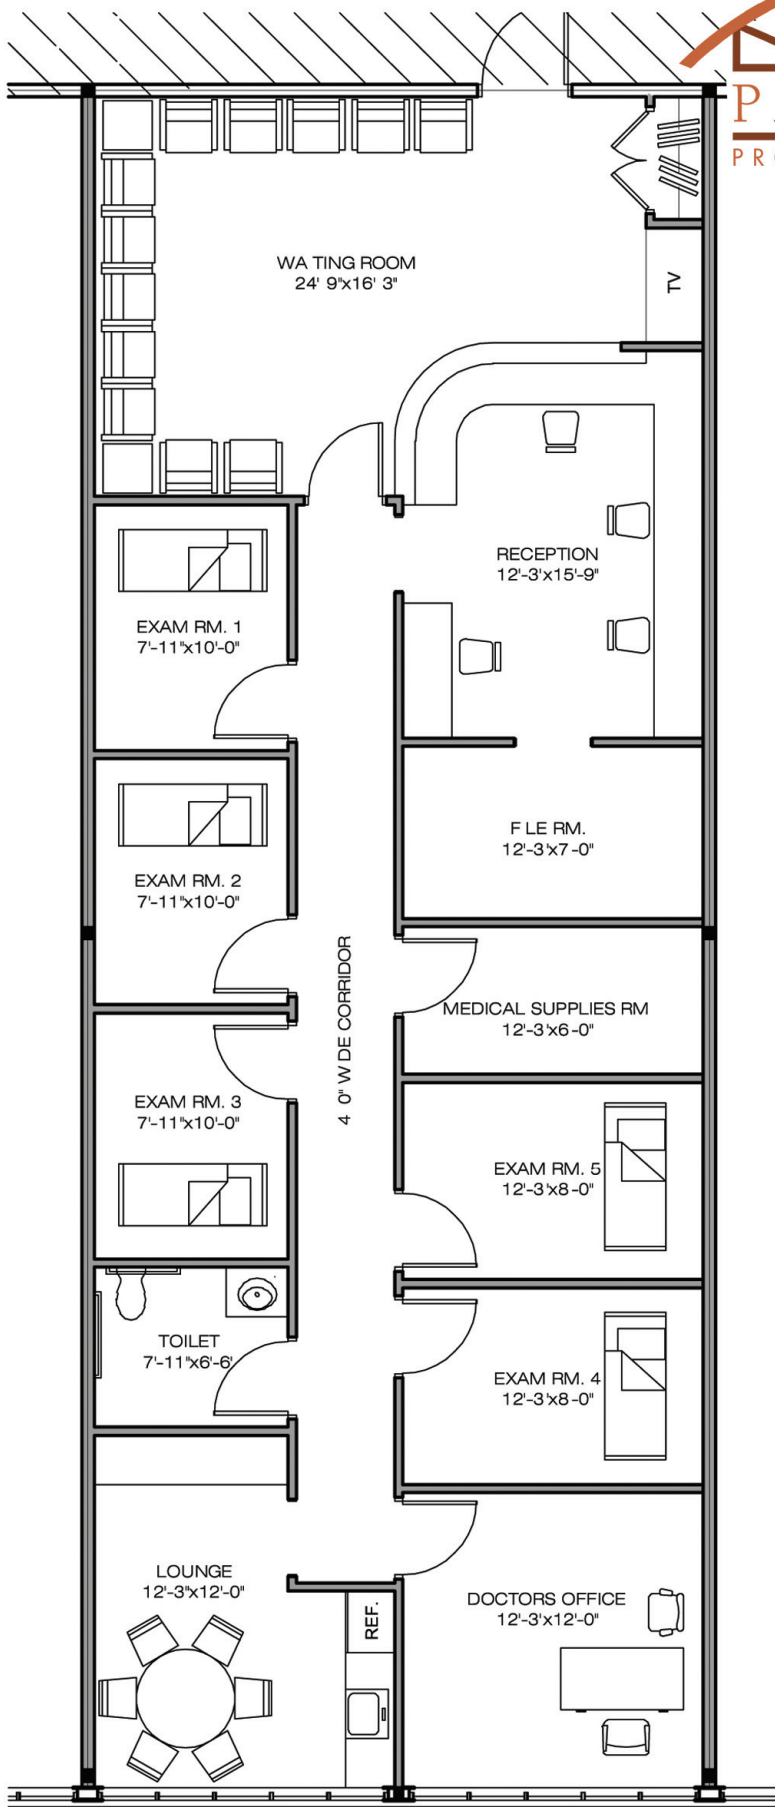 WA TING ROOM
24' 9"x16' 3"
TV
RECEPTION
12'-3'x15'-9"
EXAM RM. 1
7'-11"x10'-0"
F LE RM.
12'-3'x7'-0"
EXAM RM. 2
7'-11"x10'-0"
4 0" W DE CORRIDOR
MEDICAL SUPPLIES RM
12'-3'x6'-0"
EXAM RM. 3
7'-11"x10'-0"
EXAM RM. 5
12'-3'x8'-0"
TOILET
7'-11"x6'-6'
EXAM RM. 4
12'-3'x8'-0"
LOUNGE
12'-3"x12'-0"
REF.
DOCTORS OFFICE
12'-3'x12'-0"